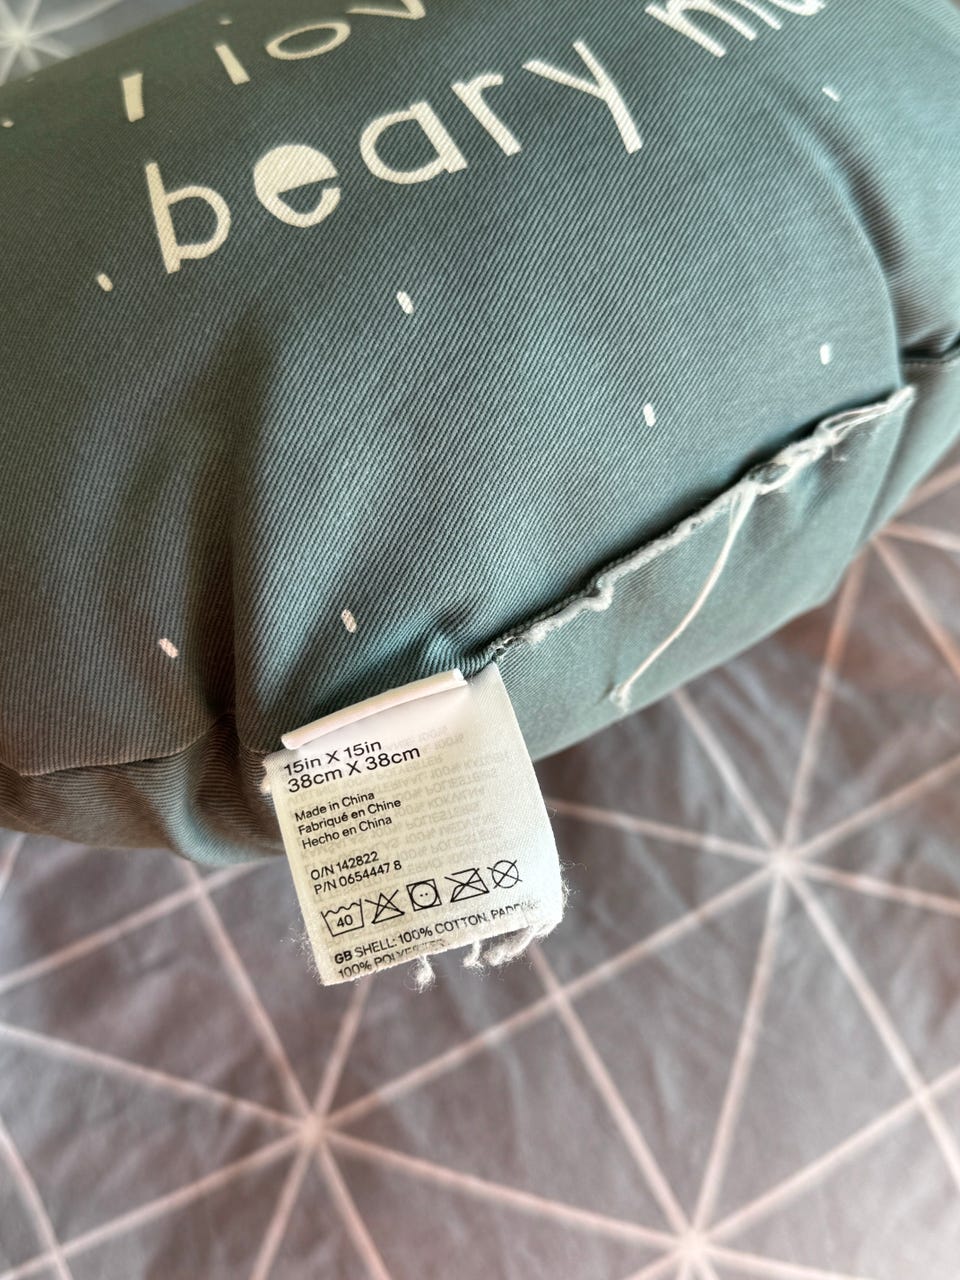 beary
15in X 15in
38cm X 38cm
Made in China
Fabriqué en Chine
Hecho en China
O/N 142822
P/N 0654447 8
40
GB SHELL: 100% COTTON,
100% POLYESTER